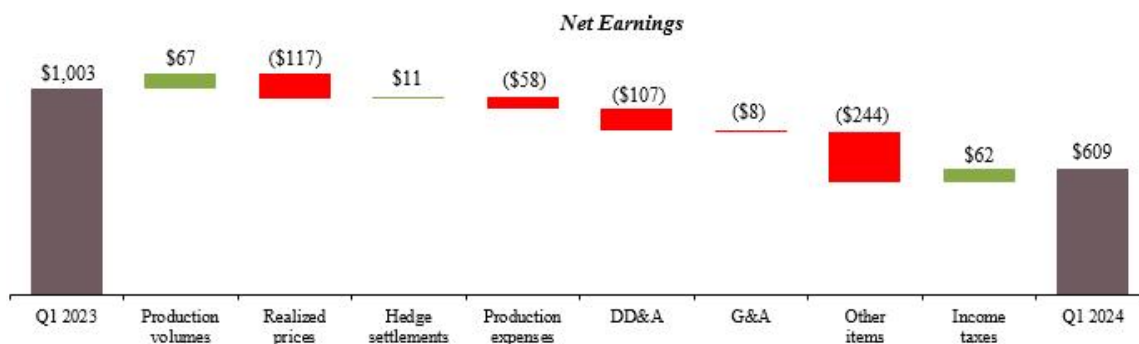 Net Earnings
$1,003
$67
($117)
$11
($58)
($107)
($8)
($244)
$62
$609
Q1 2023
Production
volumes
Realized
prices
Hedge
settlements
Production
expenses
DD&A
G&A
Other
items
Income
taxes
Q1 2024